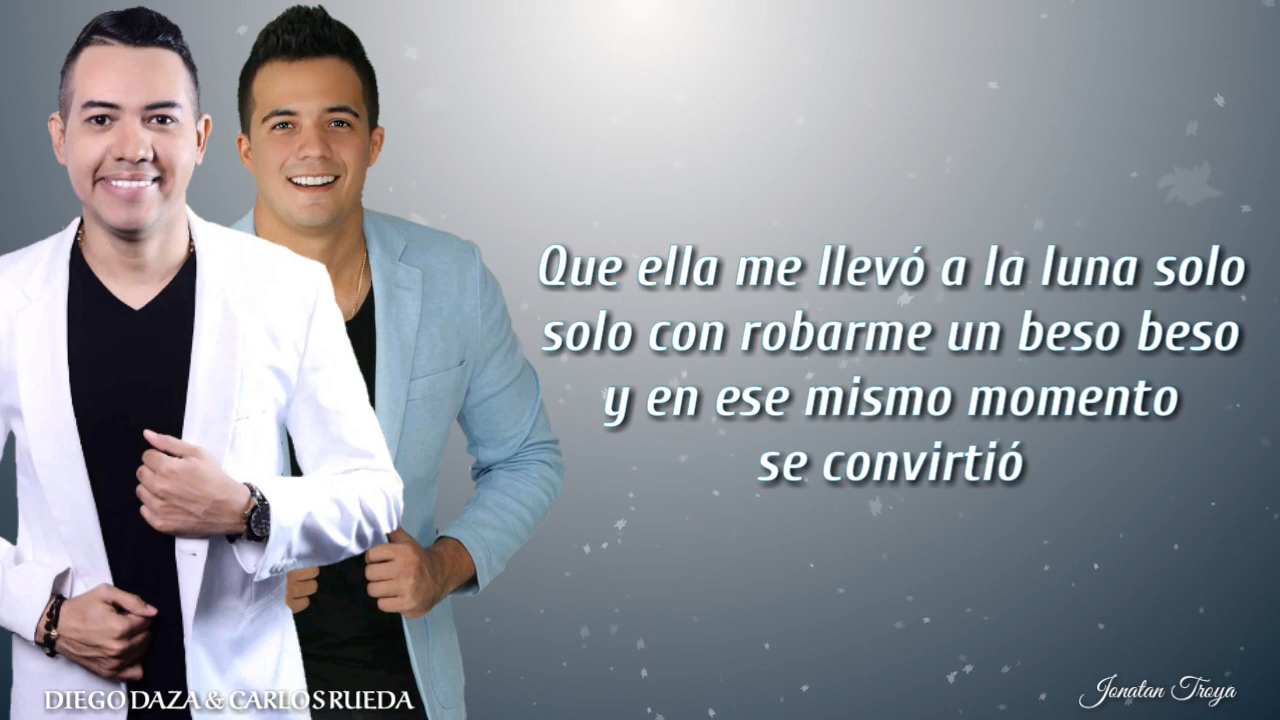 Que ella me llevó a la luna solo
solo con robarme un beso beso
y en ese mismo momento
se convirtió
DIEGO DAZA & CARLOS RUEDA
Jonatan Troya